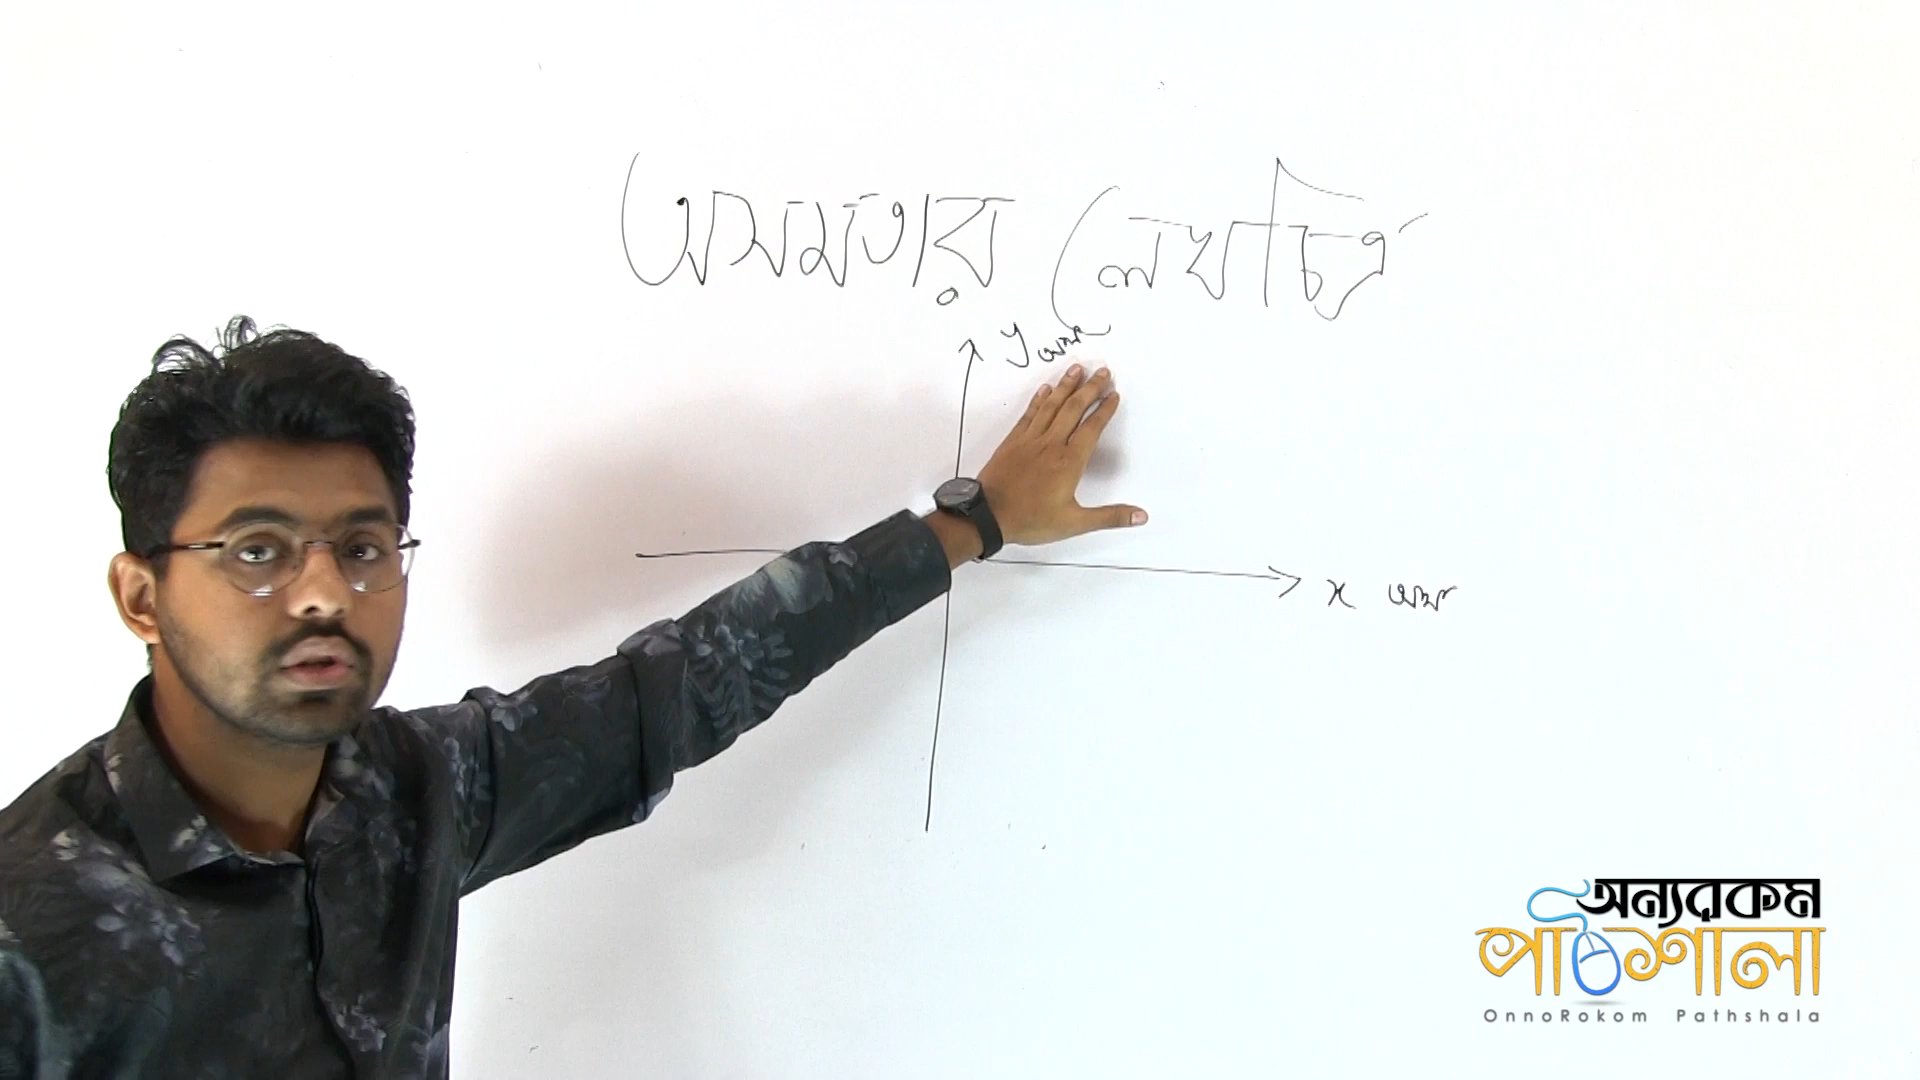 অসমতার লেখচিত্র
y অক্ষ
x অক্ষ
অন্যরকম
পাঠশালা
OnnoRokom Pathshala